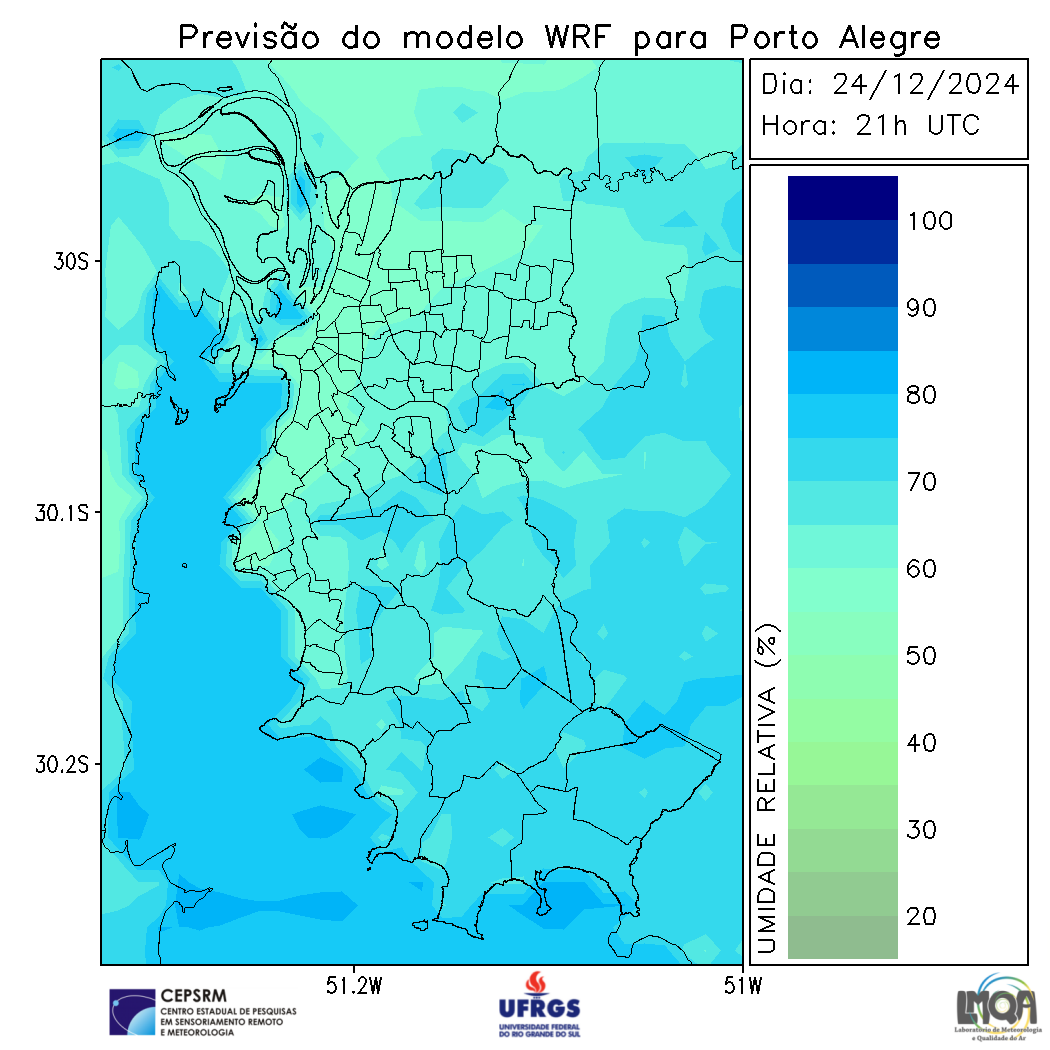 Previsão do modelo WRF para Porto Alegre
Dia: 24/12/2024
Hora: 21h UTC
30S
30.1S
30.2S
51.2W
51W
100
90
80
70
60
50
40
30
20
UMIDADE RELATIVA (%)
CEPSRM
CENTRO ESTADUAL DE PESQUISAS
EM SENSORIAMENTO REMOTO
E METEOROLOGIA
UFRGS
UNIVERSIDADE FEDERAL
DO RIO GRANDE DO SUL
LMQA
Laboratório de Meteorologia
e Qualidade do Ar